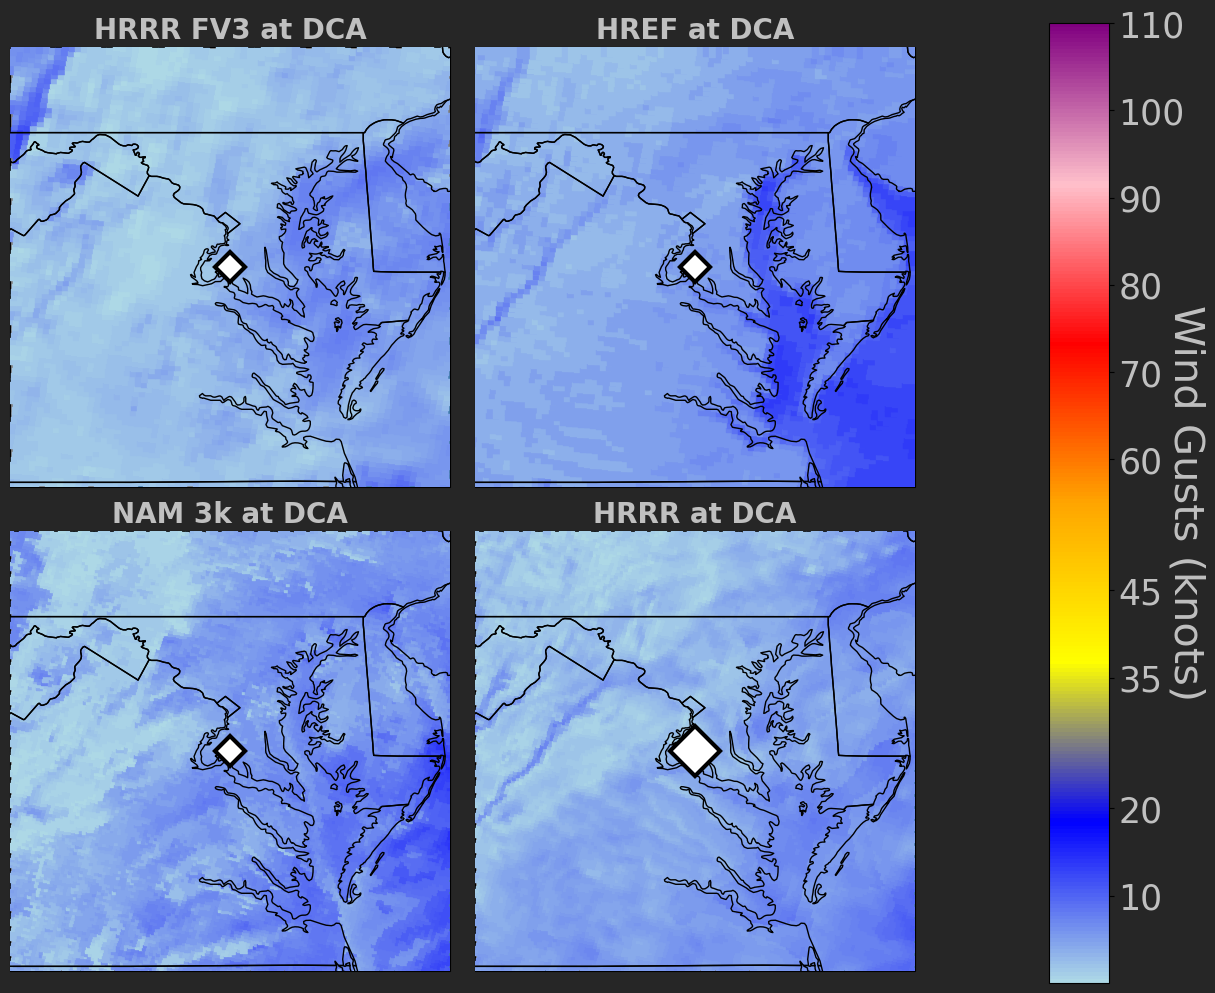 HRRR FV3 at DCA
HREF at DCA
NAM 3k at DCA
HRRR at DCA
110
100
90
80
70
60
45
35
20
10
Wind Gusts (knots)